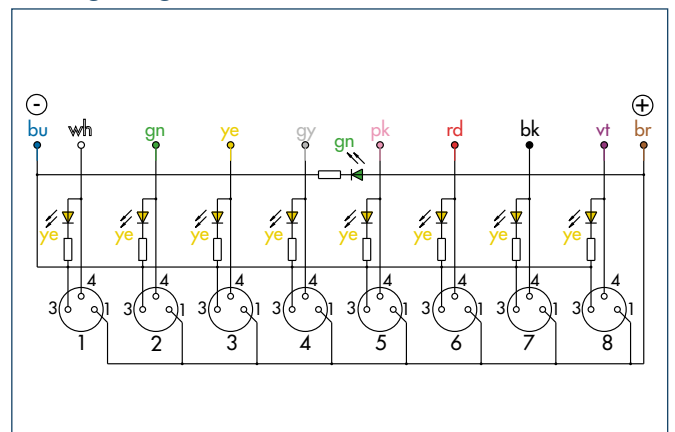 - +
bu wh gn ye gy pk rd bk vt br
gn
ye ye ye ye ye ye ye ye
4 4 4 4 4 4 4 4
3 1 3 1 3 1 3 1 3 1 3 1 3 1 3 1
1 2 3 4 5 6 7 8